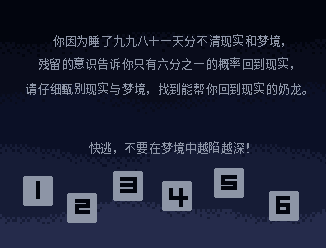 你因为睡了九九八十一天分不清现实和梦境，
残留的意识告诉你只有六分之一的概率回到现实，
请仔细甄别现实与梦境，找到能帮你回到现实的奶龙。
快逃，不要在梦境中越陷越深！
1 2 3 4 5 6